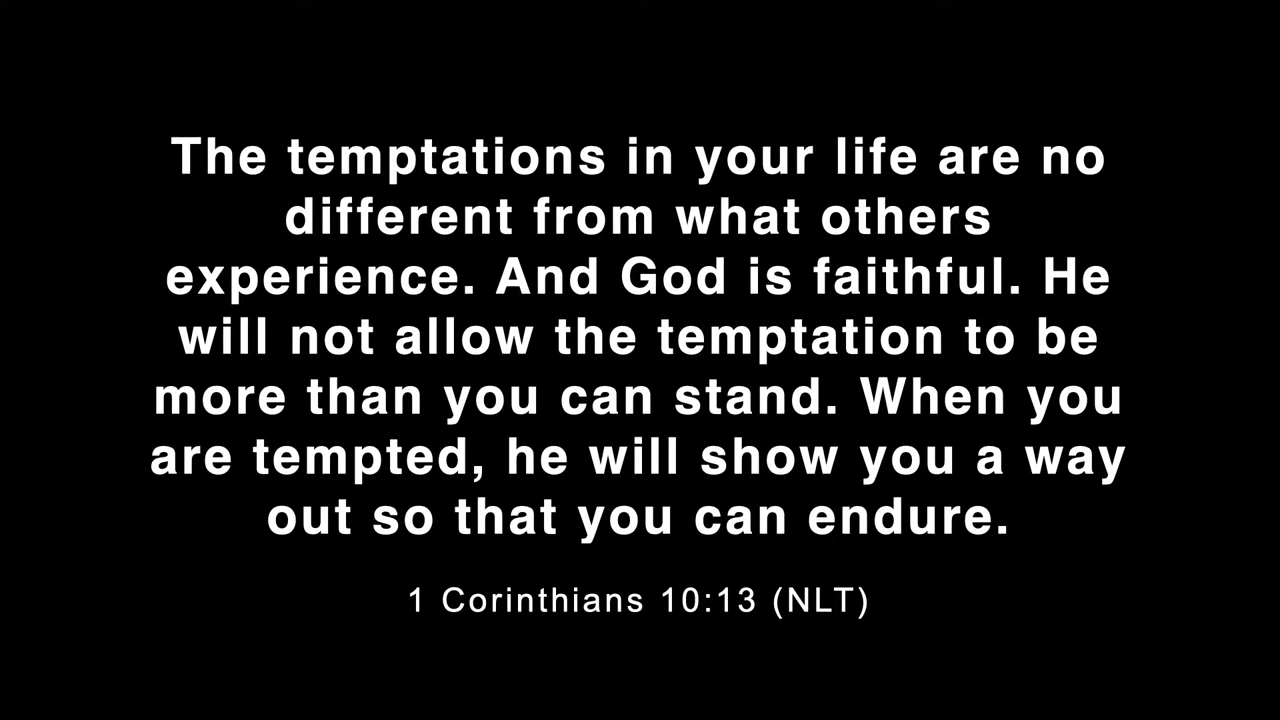 The temptations in your life are no
different from what others
experience. And God is faithful. He
will not allow the temptation to be
more than you can stand. When you
are tempted, he will show you a way
out so that you can endure.
1 Corinthians 10:13 (NLT)